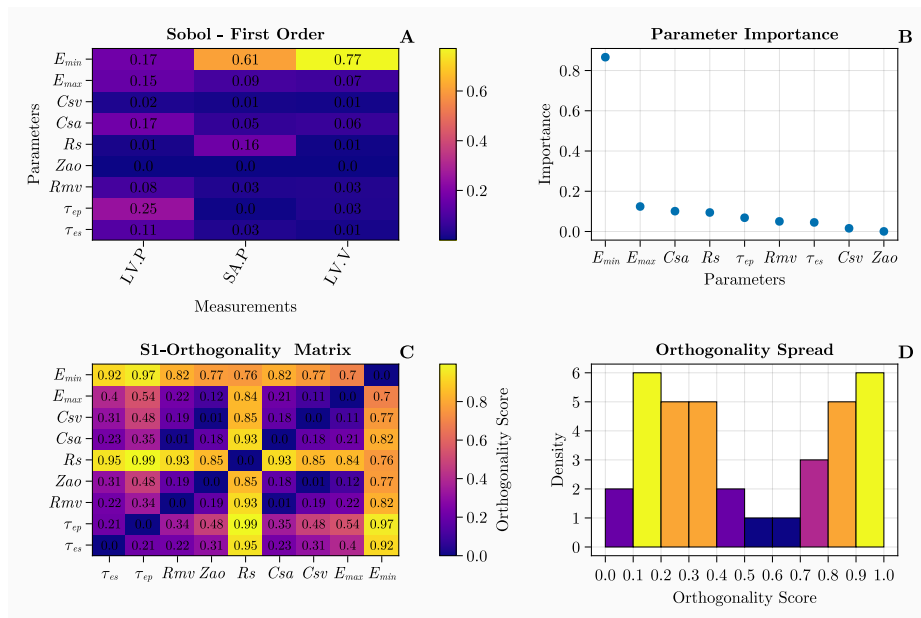 Sobol - First Order A
E_min 0.17 0.61 0.77
E_max 0.15 0.09 0.07
Csv 0.02 0.01 0.01
Csa 0.17 0.05 0.06
Rs 0.01 0.16 0.01
Zao 0.0 0.0 0.0
Rmv 0.08 0.03 0.03
τ_ep 0.25 0.0 0.03
τ_es 0.11 0.03 0.01
Parameters
LV.P SA.P LV.V
Measurements
0.6
0.4
0.2
Parameter Importance B
Importance
0.8
0.6
0.4
0.2
0.0
E_min E_max Csa Rs τ_ep Rmv τ_es Csv Zao
Parameters
S1-Orthogonality Matrix C
E_min 0.92 0.97 0.82 0.77 0.76 0.82 0.77 0.7 0.0
E_max 0.4 0.54 0.22 0.12 0.84 0.21 0.11 0.0 0.7
Csv 0.31 0.48 0.19 0.01 0.85 0.18 0.0 0.11 0.77
Csa 0.23 0.35 0.01 0.18 0.93 0.0 0.18 0.21 0.82
Rs 0.95 0.99 0.93 0.85 0.0 0.93 0.85 0.84 0.76
Zao 0.31 0.48 0.19 0.0 0.85 0.18 0.01 0.12 0.77
Rmv 0.22 0.34 0.0 0.19 0.93 0.01 0.19 0.22 0.82
τ_ep 0.21 0.0 0.34 0.48 0.99 0.35 0.48 0.54 0.97
τ_es 0.0 0.21 0.22 0.31 0.95 0.23 0.31 0.4 0.92
τ_es τ_ep Rmv Zao Rs Csa Csv E_max E_min
0.8
0.6
0.4
0.2
0.0
Orthogonality Score
Orthogonality Spread D
Density
6
5
4
3
2
1
0
0.0 0.1 0.2 0.3 0.4 0.5 0.6 0.7 0.8 0.9 1.0
Orthogonality Score